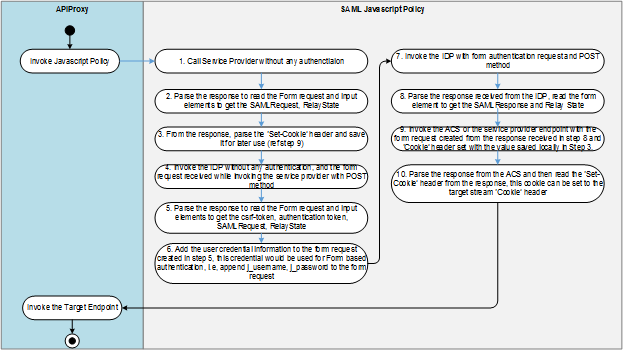 APIProxy
SAML Javascript Policy
Invoke Javascript Policy
1. Call Service Provider without any authenctiaion
2. Parse the response to read the Form request and Input
elements to get the SAMLRequest, RelayState
3. From the response, parse the 'Set-Cookie' header and save
it for later use (ref step 9)
4. Invoke the IDP without any authentication, and the form
request received while invoking the service provider with POST
method
5. Parse the response to read the Form request and Input
elements to get the csrf-token, authentication token,
SAMLRequest, RelayState
6. Add the user credential information to the form request
created in step 5, this credential would be used for Form based
authentication, i.e, append j_username, j_password to the form
request
7. Invoke the IDP with form authentication request and POST
method
8. Parse the response received from the IDP, read the form
element to get the SAMLResponse and Relay State
9. Invoke the ACS or the service provider endpoint with the
form request created from the response received in step 8 and
'Cookie' header set with the value saved locally in Step 3.
10. Parse the response from the ACS and then read the 'Set-
Cookie' header from the response, this cookie can be set to the
target stream 'Cookie' header
Invoke the Target Endpoint